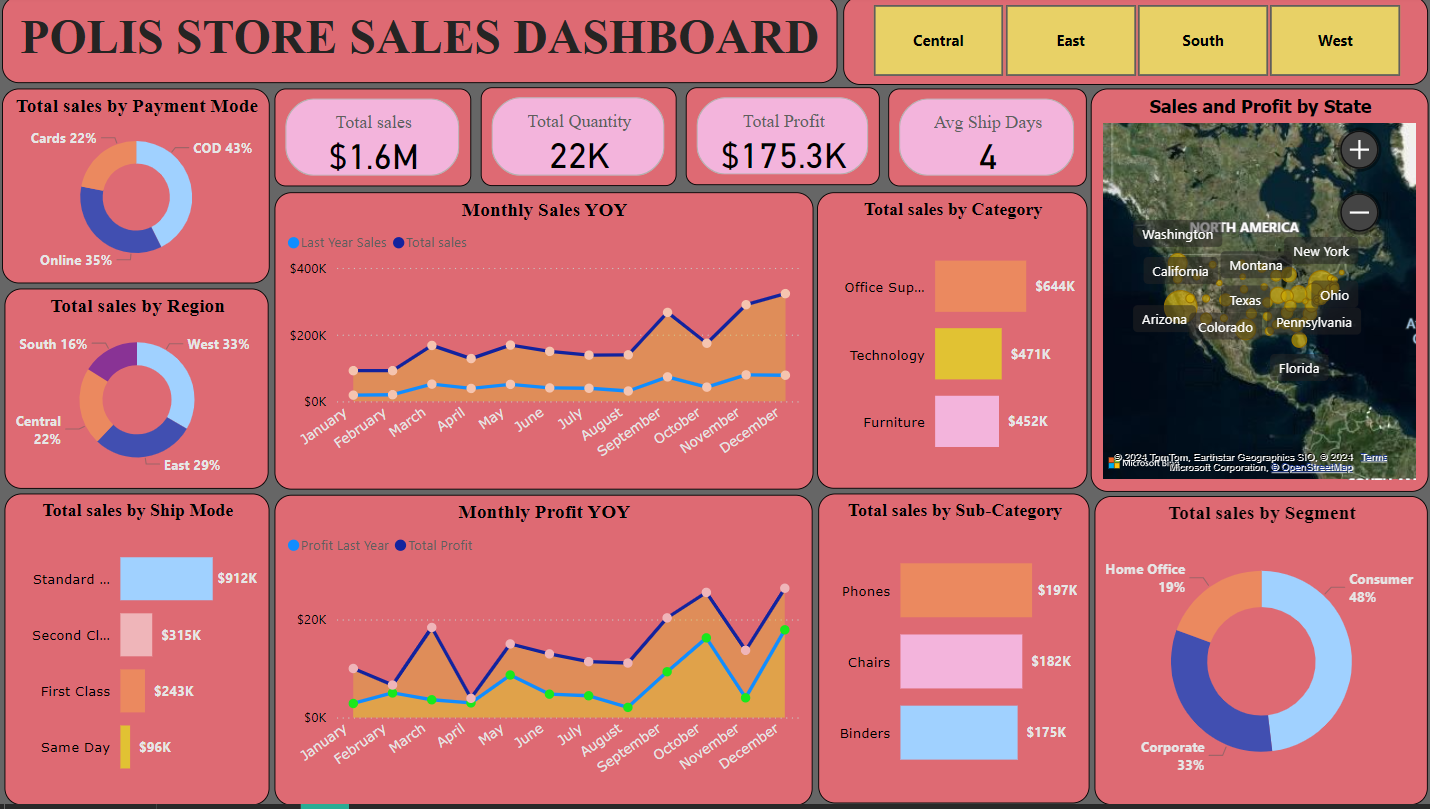 POLIS STORE SALES DASHBOARD
Central
East
South
West
Total sales by Payment Mode
Cards 22%
COD 43%
Online 35%
Total sales
$1.6M
Total Quantity
22K
Total Profit
$175.3K
Avg Ship Days
4
Sales and Profit by State
NORTH AMERICA
Washington
New York
California
Montana
Texas
Ohio
Arizona
Colorado
Pennsylvania
Florida
© 2024 TomTom, Earthstar Geographics SIO, © 2024
Microsoft Corporation, © OpenStreetMap
Terms
Total sales by Region
South 16%
West 33%
Central
22%
East 29%
Monthly Sales YOY
Last Year Sales
Total sales
$400K
$200K
$0K
January
February
March
April
May
June
July
August
September
October
November
December
Total sales by Category
Office Sup...
$644K
Technology
$471K
Furniture
$452K
Total sales by Ship Mode
Standard ...
$912K
Second Cl...
$315K
First Class
$243K
Same Day
$96K
Monthly Profit YOY
Profit Last Year
Total Profit
$20K
$0K
January
February
March
April
May
June
July
August
September
October
November
December
Total sales by Sub-Category
Phones
$197K
Chairs
$182K
Binders
$175K
Total sales by Segment
Home Office
19%
Consumer
48%
Corporate
33%